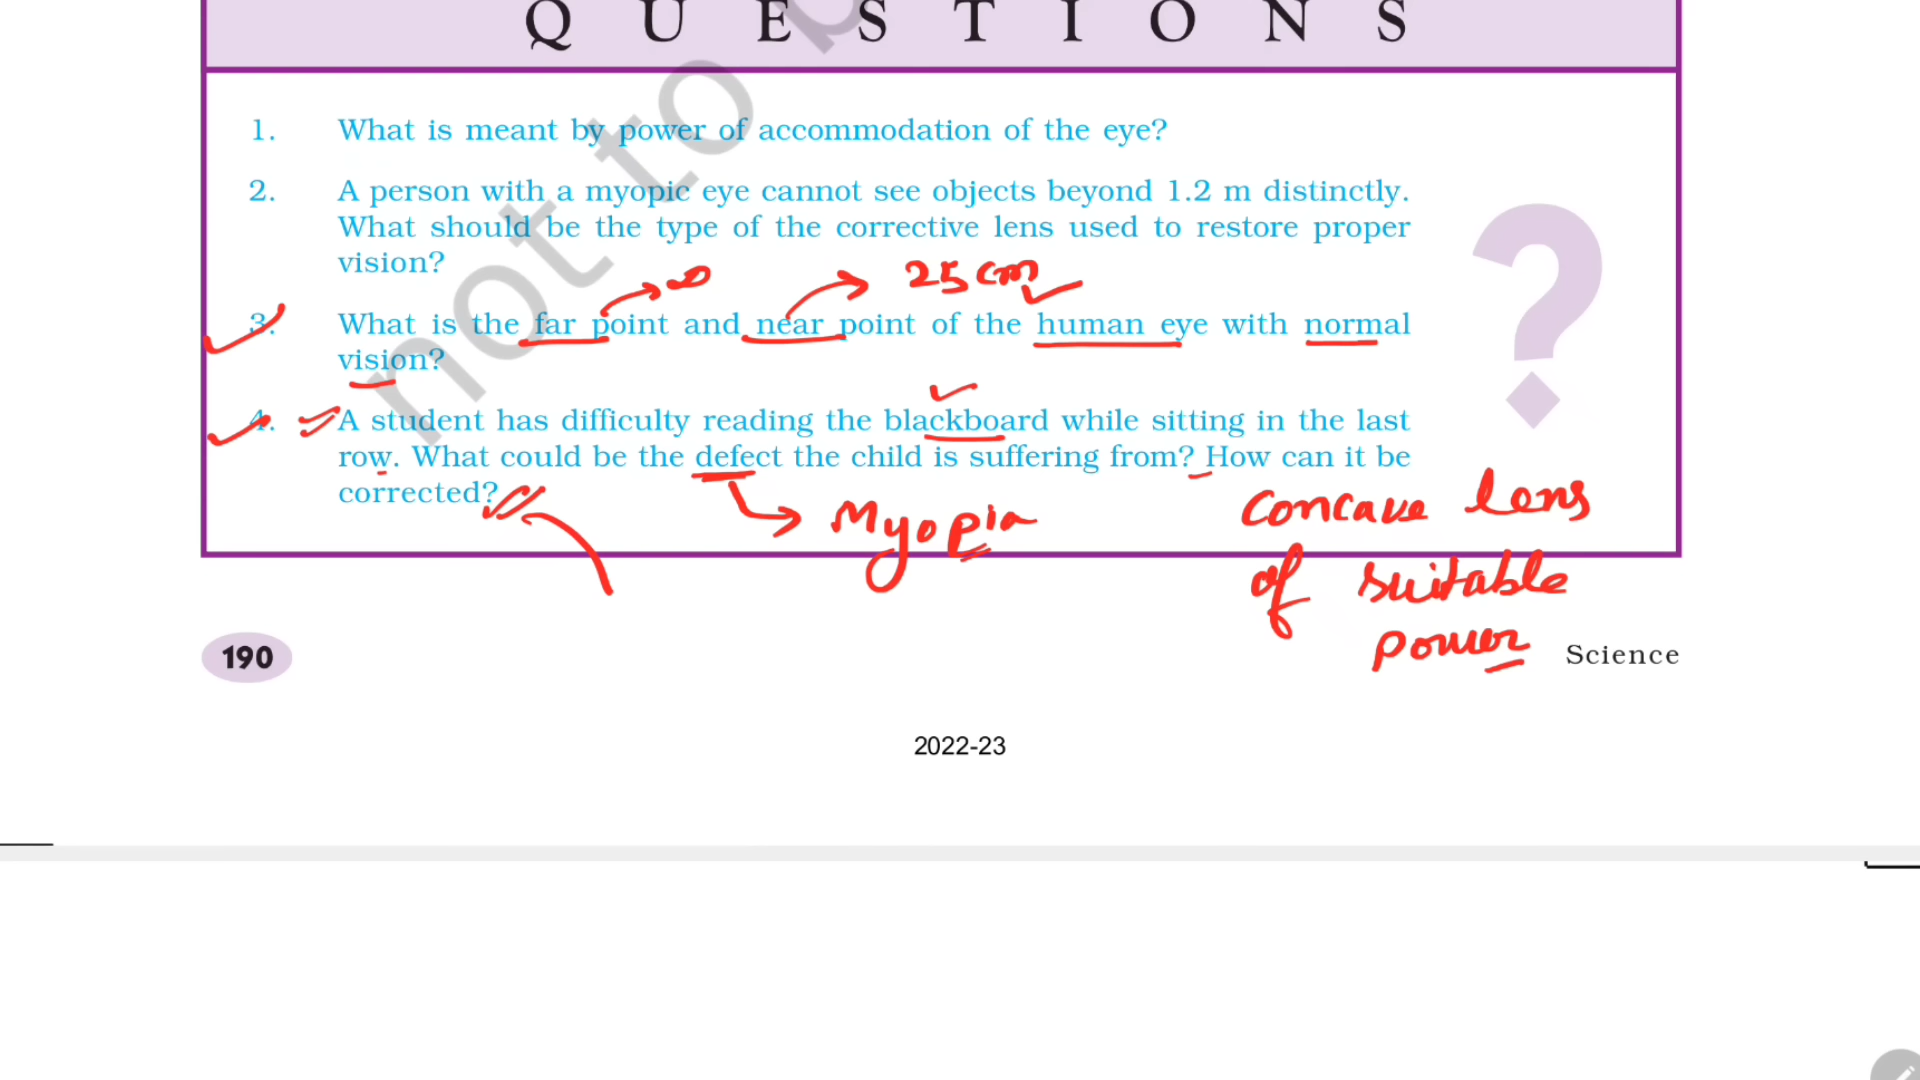 QUESTIONS
not to b
1. What is meant by power of accommodation of the eye?
2. A person with a myopic eye cannot see objects beyond 1.2 m distinctly.
What should be the type of the corrective lens used to restore proper
vision?
∞ 25 cm
3. What is the far point and near point of the human eye with normal
vision?
4. A student has difficulty reading the blackboard while sitting in the last
row. What could be the defect the child is suffering from? How can it be
corrected?
Myopia
Concave lens
of suitable
power
?
190
Science
2022-23